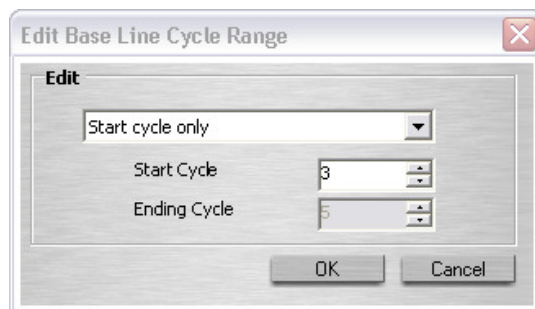 Edit Base Line Cycle Range
Edit
Start cycle only
Start Cycle 3
Ending Cycle 5
OK Cancel